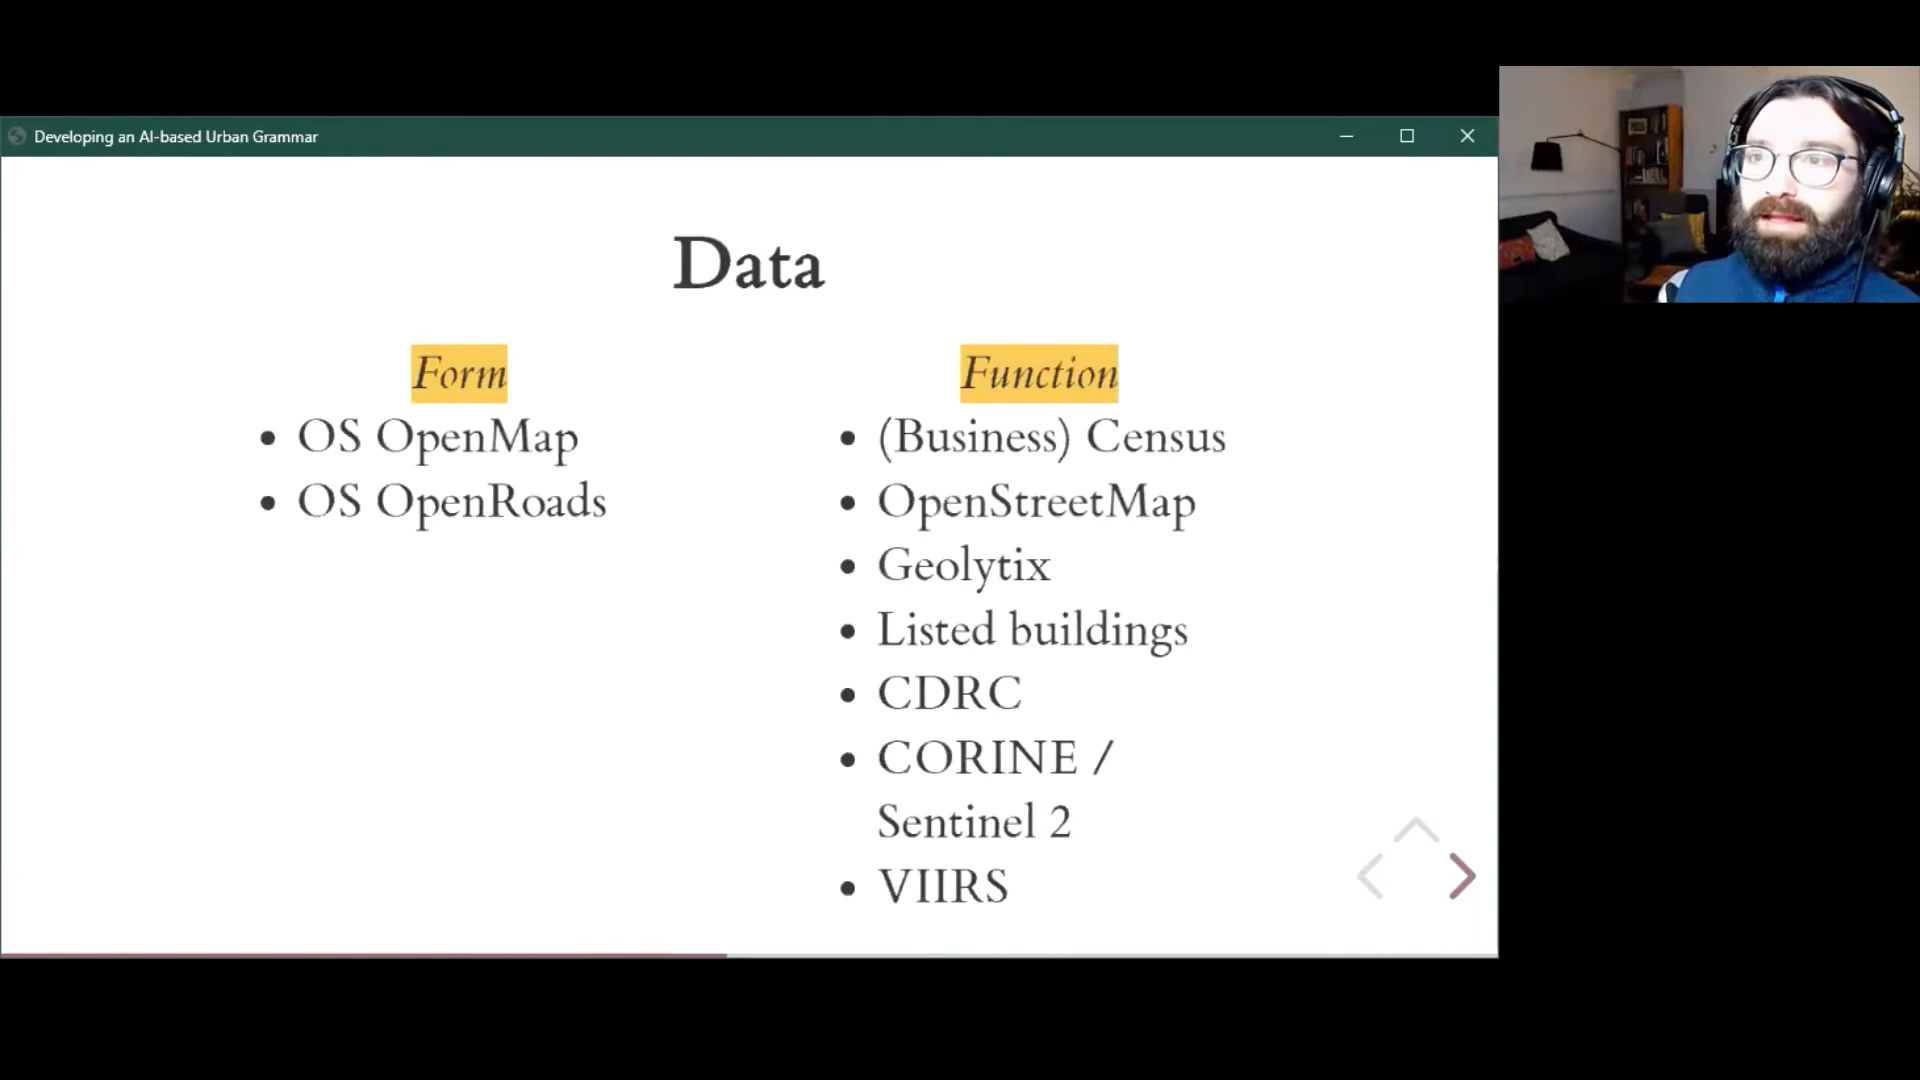 Developing an AI-based Urban Grammar
Data
Form
OS OpenMap
OS OpenRoads
Function
(Business) Census
OpenStreetMap
Geolytix
Listed buildings
CDRC
CORINE /
Sentinel 2
VIIRS